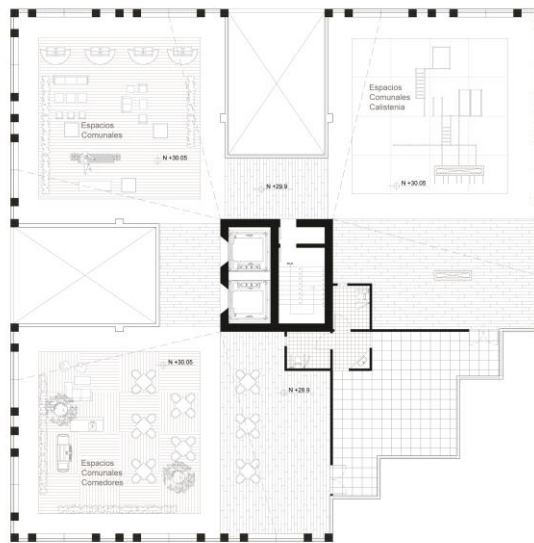 Espacios
Comunales
N +30.05
Espacios
Comunales
Calistenia
N +30.05
N +29.9
N +30.05
N +29.9
Espacios
Comunales
Comedores